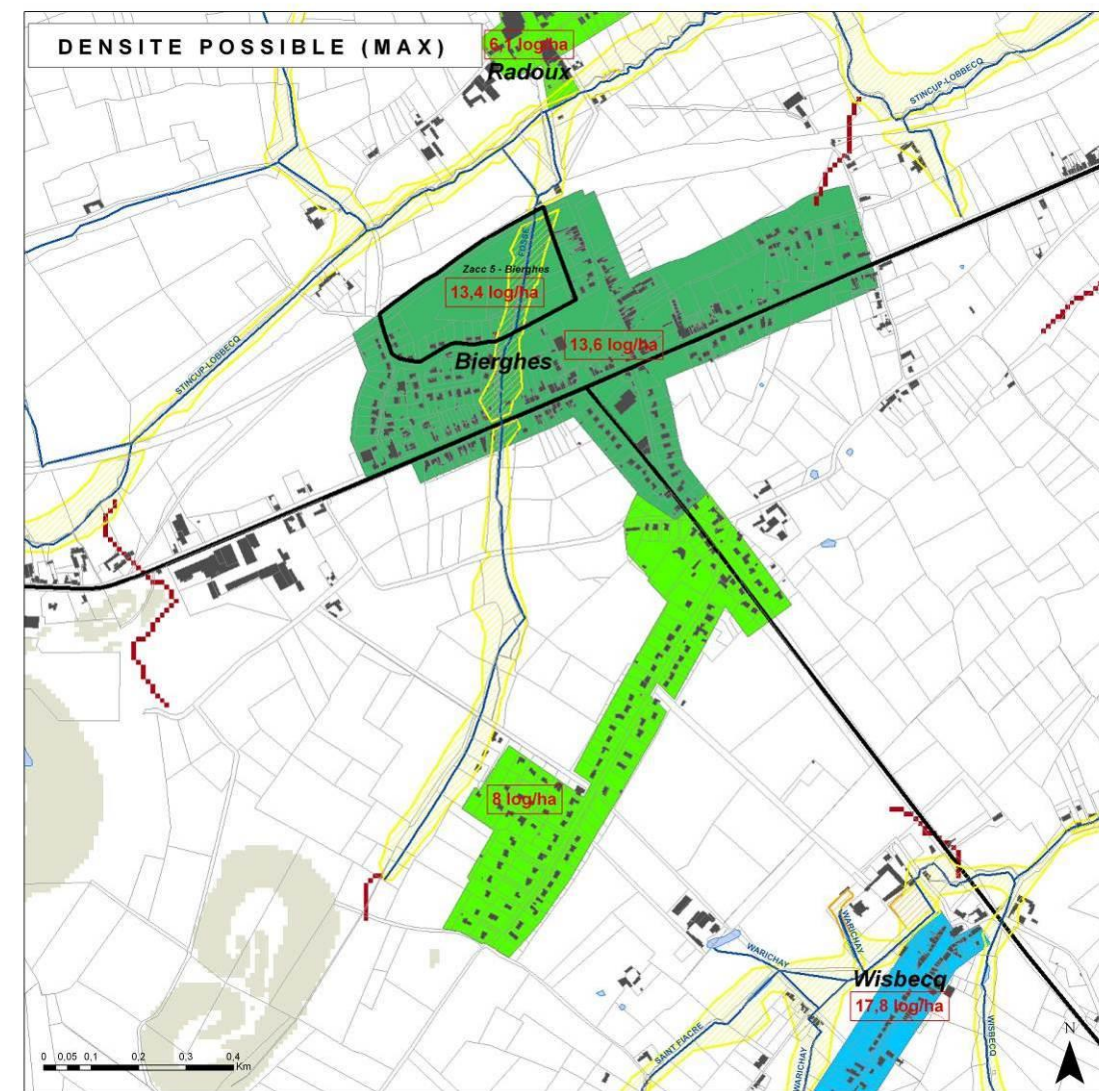 DENSITE POSSIBLE (MAX)
6,1 log/ha
Radoux
STINCUP-LOBBECQ
FOSSE
Zacc 5 - Bierghes
13,4 log/ha
STINCUP-LOBBECQ
Bierghes
13,6 log/ha
8 log/ha
WARICHAY
WARICHAY
Wisbecq
17,8 log/ha
SAINT FIACRE
WARICHAY
WISBECQ
N
0 0,05 0,1 0,2 0,3 0,4
Km